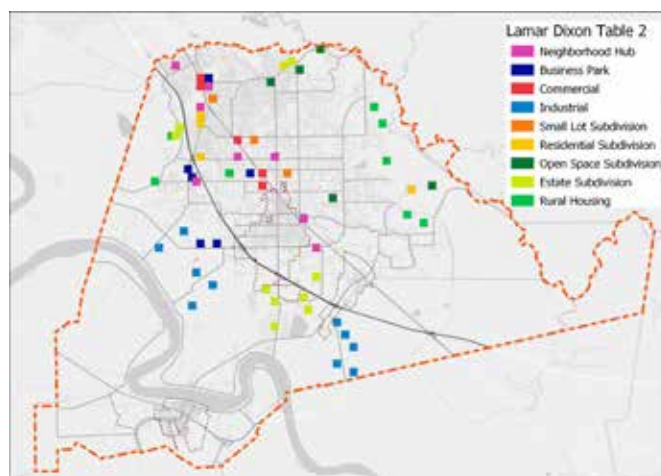 Lamar Dixon Table 2
Neighborhood Hub
Business Park
Commercial
Industrial
Small Lot Subdivision
Residential Subdivision
Open Space Subdivision
Estate Subdivision
Rural Housing